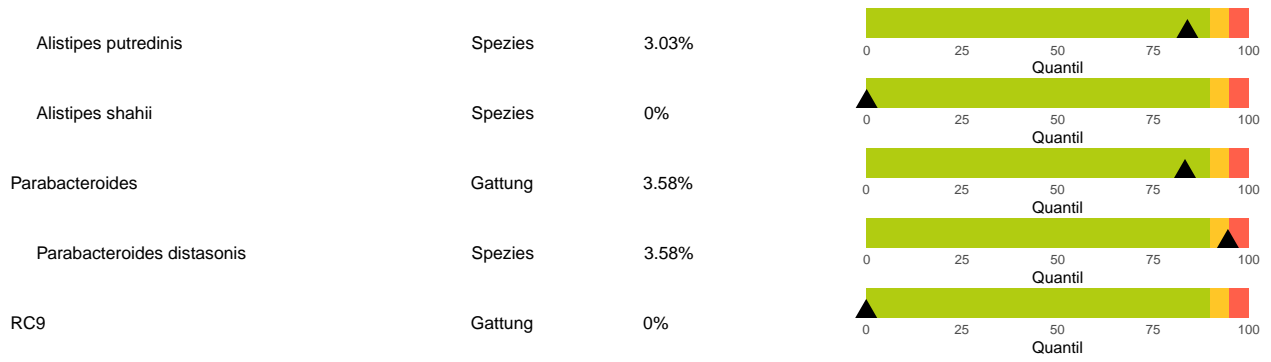 Alistipes putredinis Spezies 3.03%
0 25 50 75 100
Quantil
Alistipes shahii Spezies 0%
0 25 50 75 100
Quantil
Parabacteroides Gattung 3.58%
0 25 50 75 100
Quantil
Parabacteroides distasonis Spezies 3.58%
0 25 50 75 100
Quantil
RC9 Gattung 0%
0 25 50 75 100
Quantil